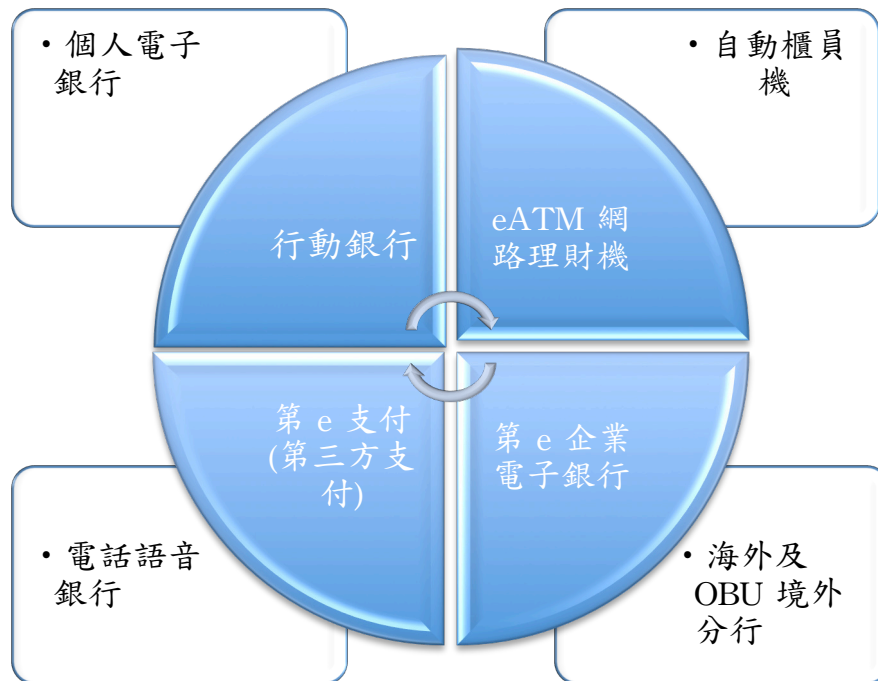 • 個人電子
銀行
• 自動櫃員
機
行動銀行
eATM 網
路理財機
第 e 支付
(第三方支
付)
第 e 企業
電子銀行
• 電話語音
銀行
• 海外及
OBU 境外
分行